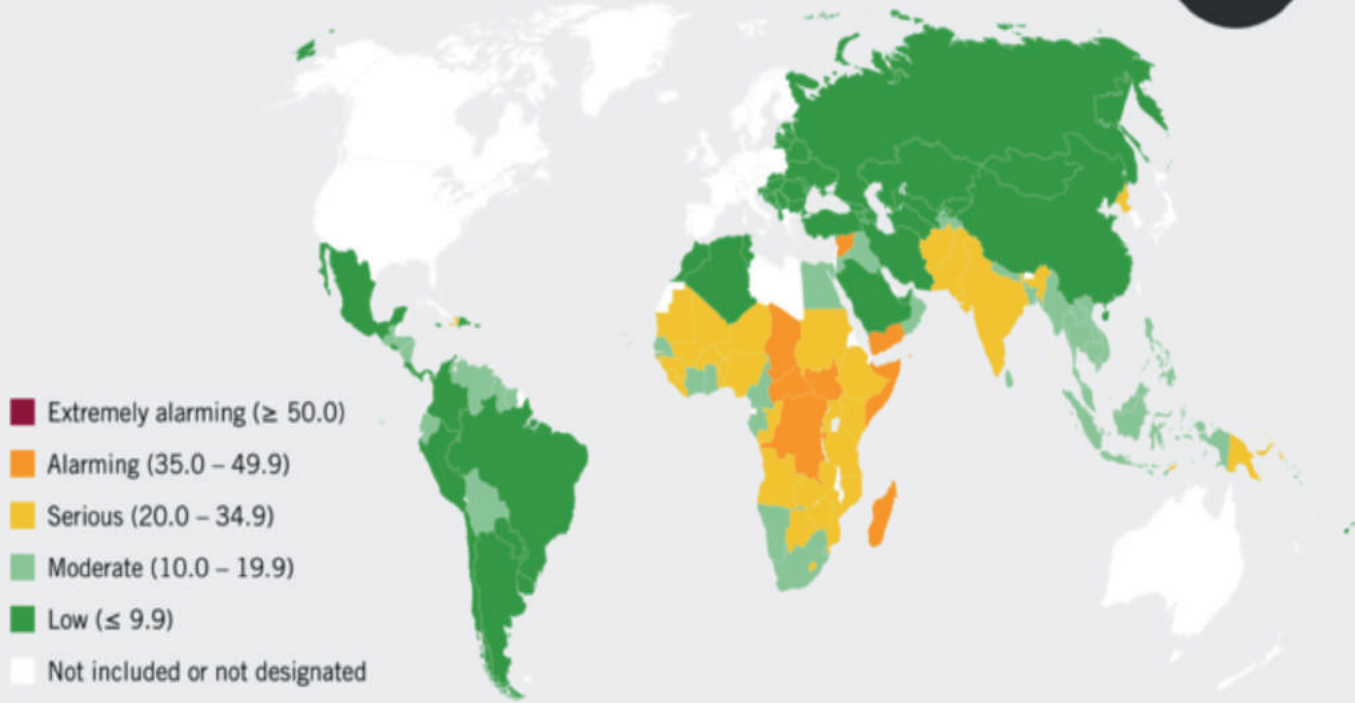 Extremely alarming (≥ 50.0)
Alarming (35.0 – 49.9)
Serious (20.0 – 34.9)
Moderate (10.0 – 19.9)
Low (≤ 9.9)
Not included or not designated